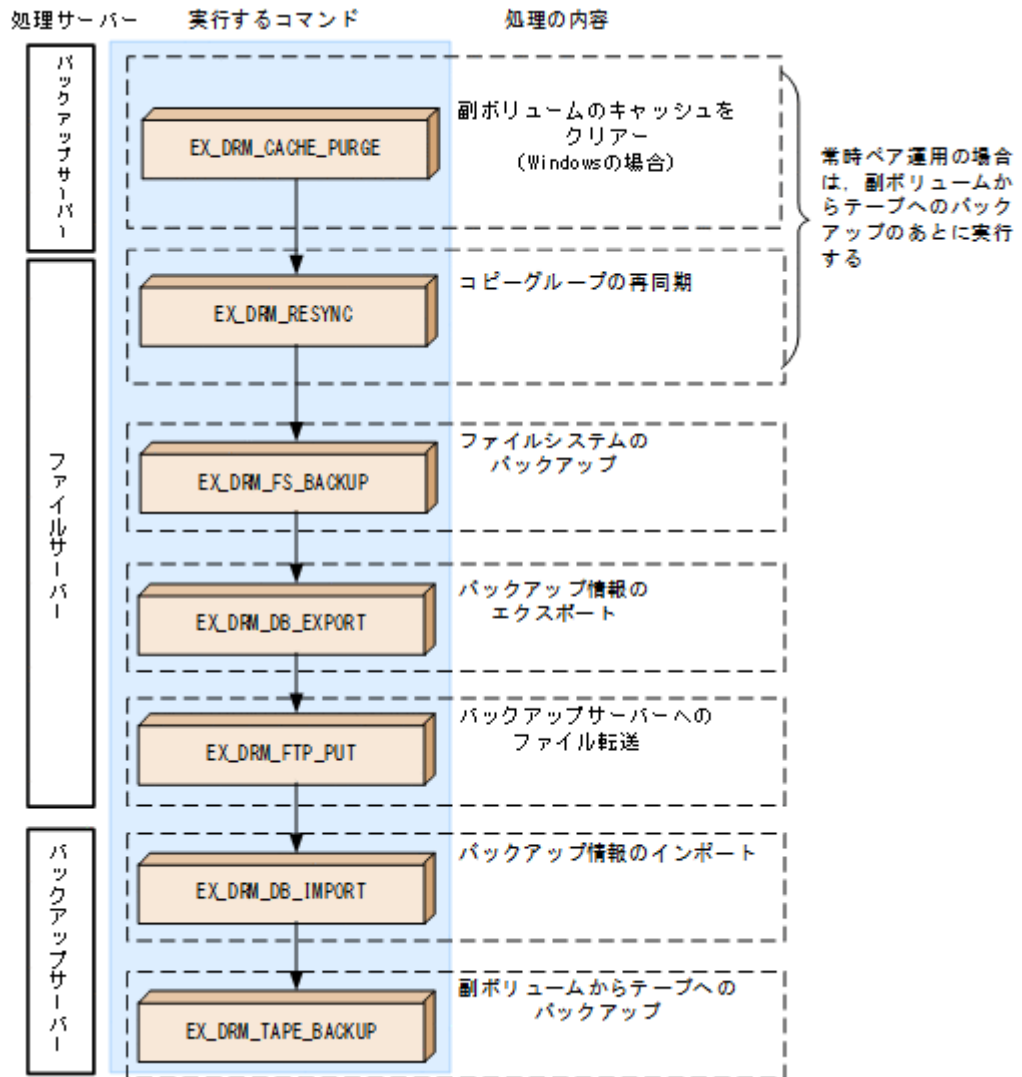 処理サーバー 実行するコマンド 処理の内容
バックアップサーバー
EX_DRM_CACHE_PURGE
副ボリュームのキャッシュを
クリアー
(Windowsの場合)
常時ペア運用の場合
は，副ボリュームか
らテープへのバック
アップのあとに実行
する
ファイルサーバー
EX_DRM_RESYNC
コピーグループの再同期
EX_DRM_FS_BACKUP
ファイルシステムの
バックアップ
EX_DRM_DB_EXPORT
バックアップ情報の
エクスポート
EX_DRM_FTP_PUT
バックアップサーバーへの
ファイル転送
バックアップサーバー
EX_DRM_DB_IMPORT
バックアップ情報のインポート
EX_DRM_TAPE_BACKUP
副ボリュームからテープへの
バックアップ